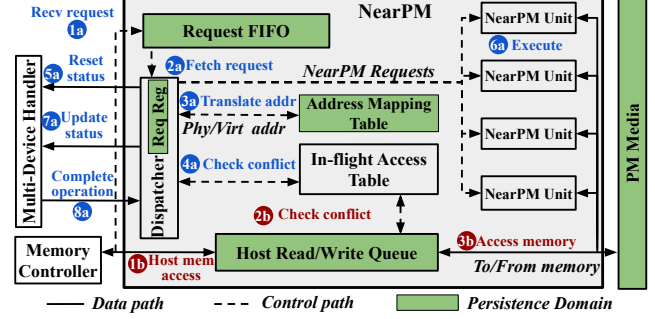 Recv request
1a
NearPM
Request FIFO
NearPM Unit
6a Execute
5a Reset
status
2a Fetch request
NearPM Requests
NearPM Unit
Multi-Device Handler
Req Reg
Dispatcher
3a Translate addr
Phy/Virt addr
Address Mapping
Table
7a Update
status
NearPM Unit
PM Media
4a Check conflict
In-flight Access
Table
Complete
operation
8a
NearPM Unit
2b Check conflict
Memory
Controller
1b Host mem
access
Host Read/Write Queue
3b Access memory
To/From memory
Data path
Control path
Persistence Domain